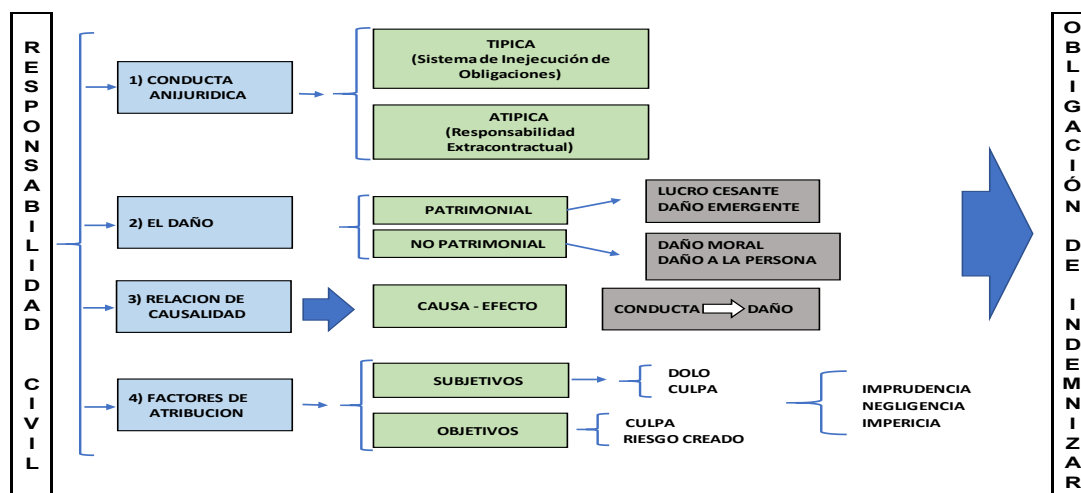 RESPONSABILIDAD CIVIL
1) CONDUCTA
ANIJURIDICA
TIPICA
(Sistema de Inejecución de
Obligaciones)
ATIPICA
(Responsabilidad
Extracontractual)
2) EL DAÑO
PATRIMONIAL
NO PATRIMONIAL
LUCRO CESANTE
DAÑO EMERGENTE
DAÑO MORAL
DAÑO A LA PERSONA
3) RELACION DE
CAUSALIDAD
CAUSA - EFECTO
CONDUCTA DAÑO
4) FACTORES DE
ATRIBUCION
SUBJETIVOS
OBJETIVOS
DOLO
CULPA
CULPA
RIESGO CREADO
IMPRUDENCIA
NEGLIGENCIA
IMPERICIA
OBLIGACIÓN DE INDEMNIZAR